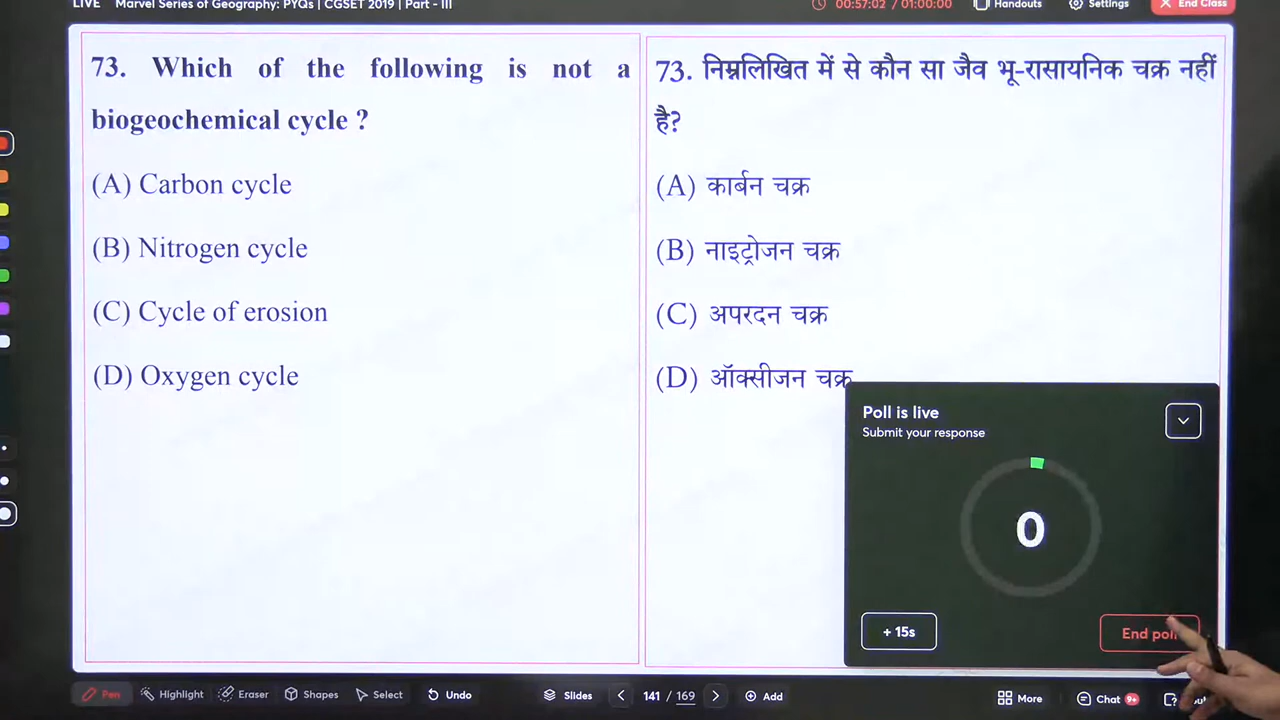 LIVE Marvel Series of Geography: PYQs | CGSET 2019 | Part - III
00:57:02 / 01:00:00
Handouts
Settings
End Class
73. Which of the following is not a
biogeochemical cycle ?
(A) Carbon cycle
(B) Nitrogen cycle
(C) Cycle of erosion
(D) Oxygen cycle
73. निम्नलिखित में से कौन सा जैव भू-रासायनिक चक्र नहीं
है?
(A) कार्बन चक्र
(B) नाइट्रोजन चक्र
(C) अपरदन चक्र
(D) ऑक्सीजन चक्र
Poll is live
Submit your response
0
+ 15s
End poll
Pen
Highlight
Eraser
Shapes
Select
Undo
Slides
141 / 169
Add
More
Chat 9+